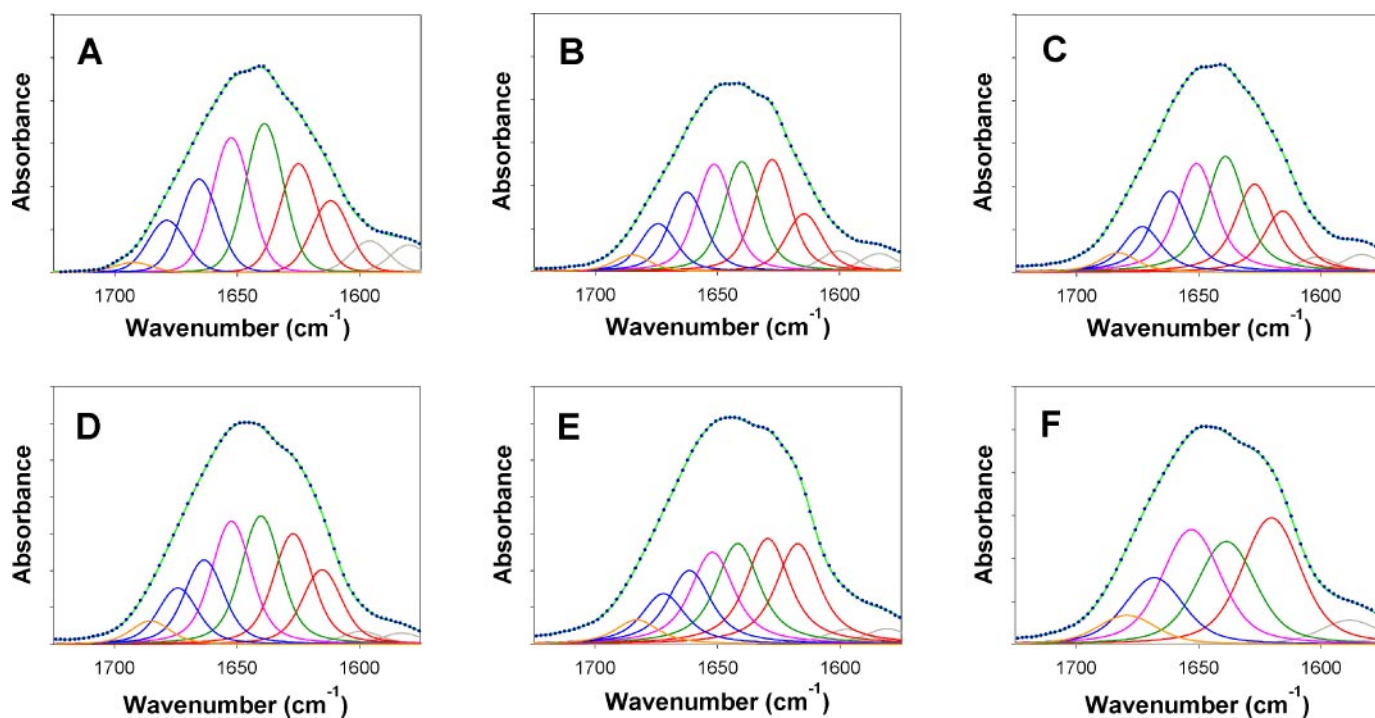 A
B
C
Absorbance
Absorbance
Absorbance
1700 1650 1600
1700 1650 1600
1700 1650 1600
Wavenumber (cm⁻¹)
Wavenumber (cm⁻¹)
Wavenumber (cm⁻¹)
D
E
F
Absorbance
Absorbance
Absorbance
1700 1650 1600
1700 1650 1600
1700 1650 1600
Wavenumber (cm⁻¹)
Wavenumber (cm⁻¹)
Wavenumber (cm⁻¹)